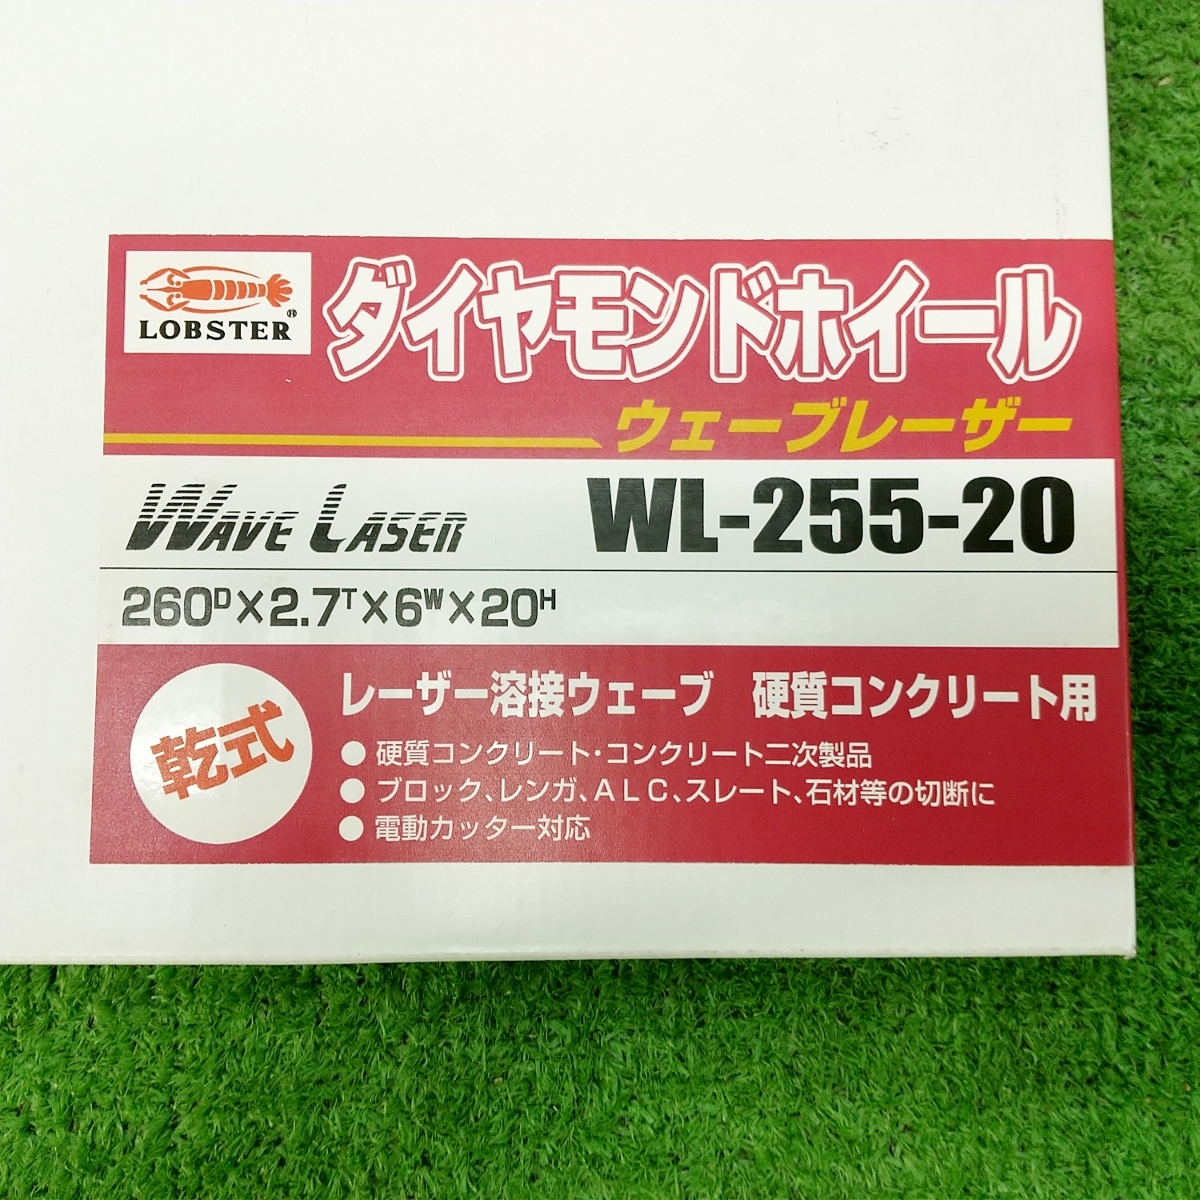 LOBSTER®
ダイヤモンドホイール
ウェーブレーザー
WAVE LASER WL-255-20
260ᴰ×2.7ᵀ×6ᵂ×20ᴴ
乾式
レーザー溶接ウェーブ 硬質コンクリート用
● 硬質コンクリート・コンクリート二次製品
● ブロック、レンガ、ALC、スレート、石材等の切断に
● 電動カッター対応